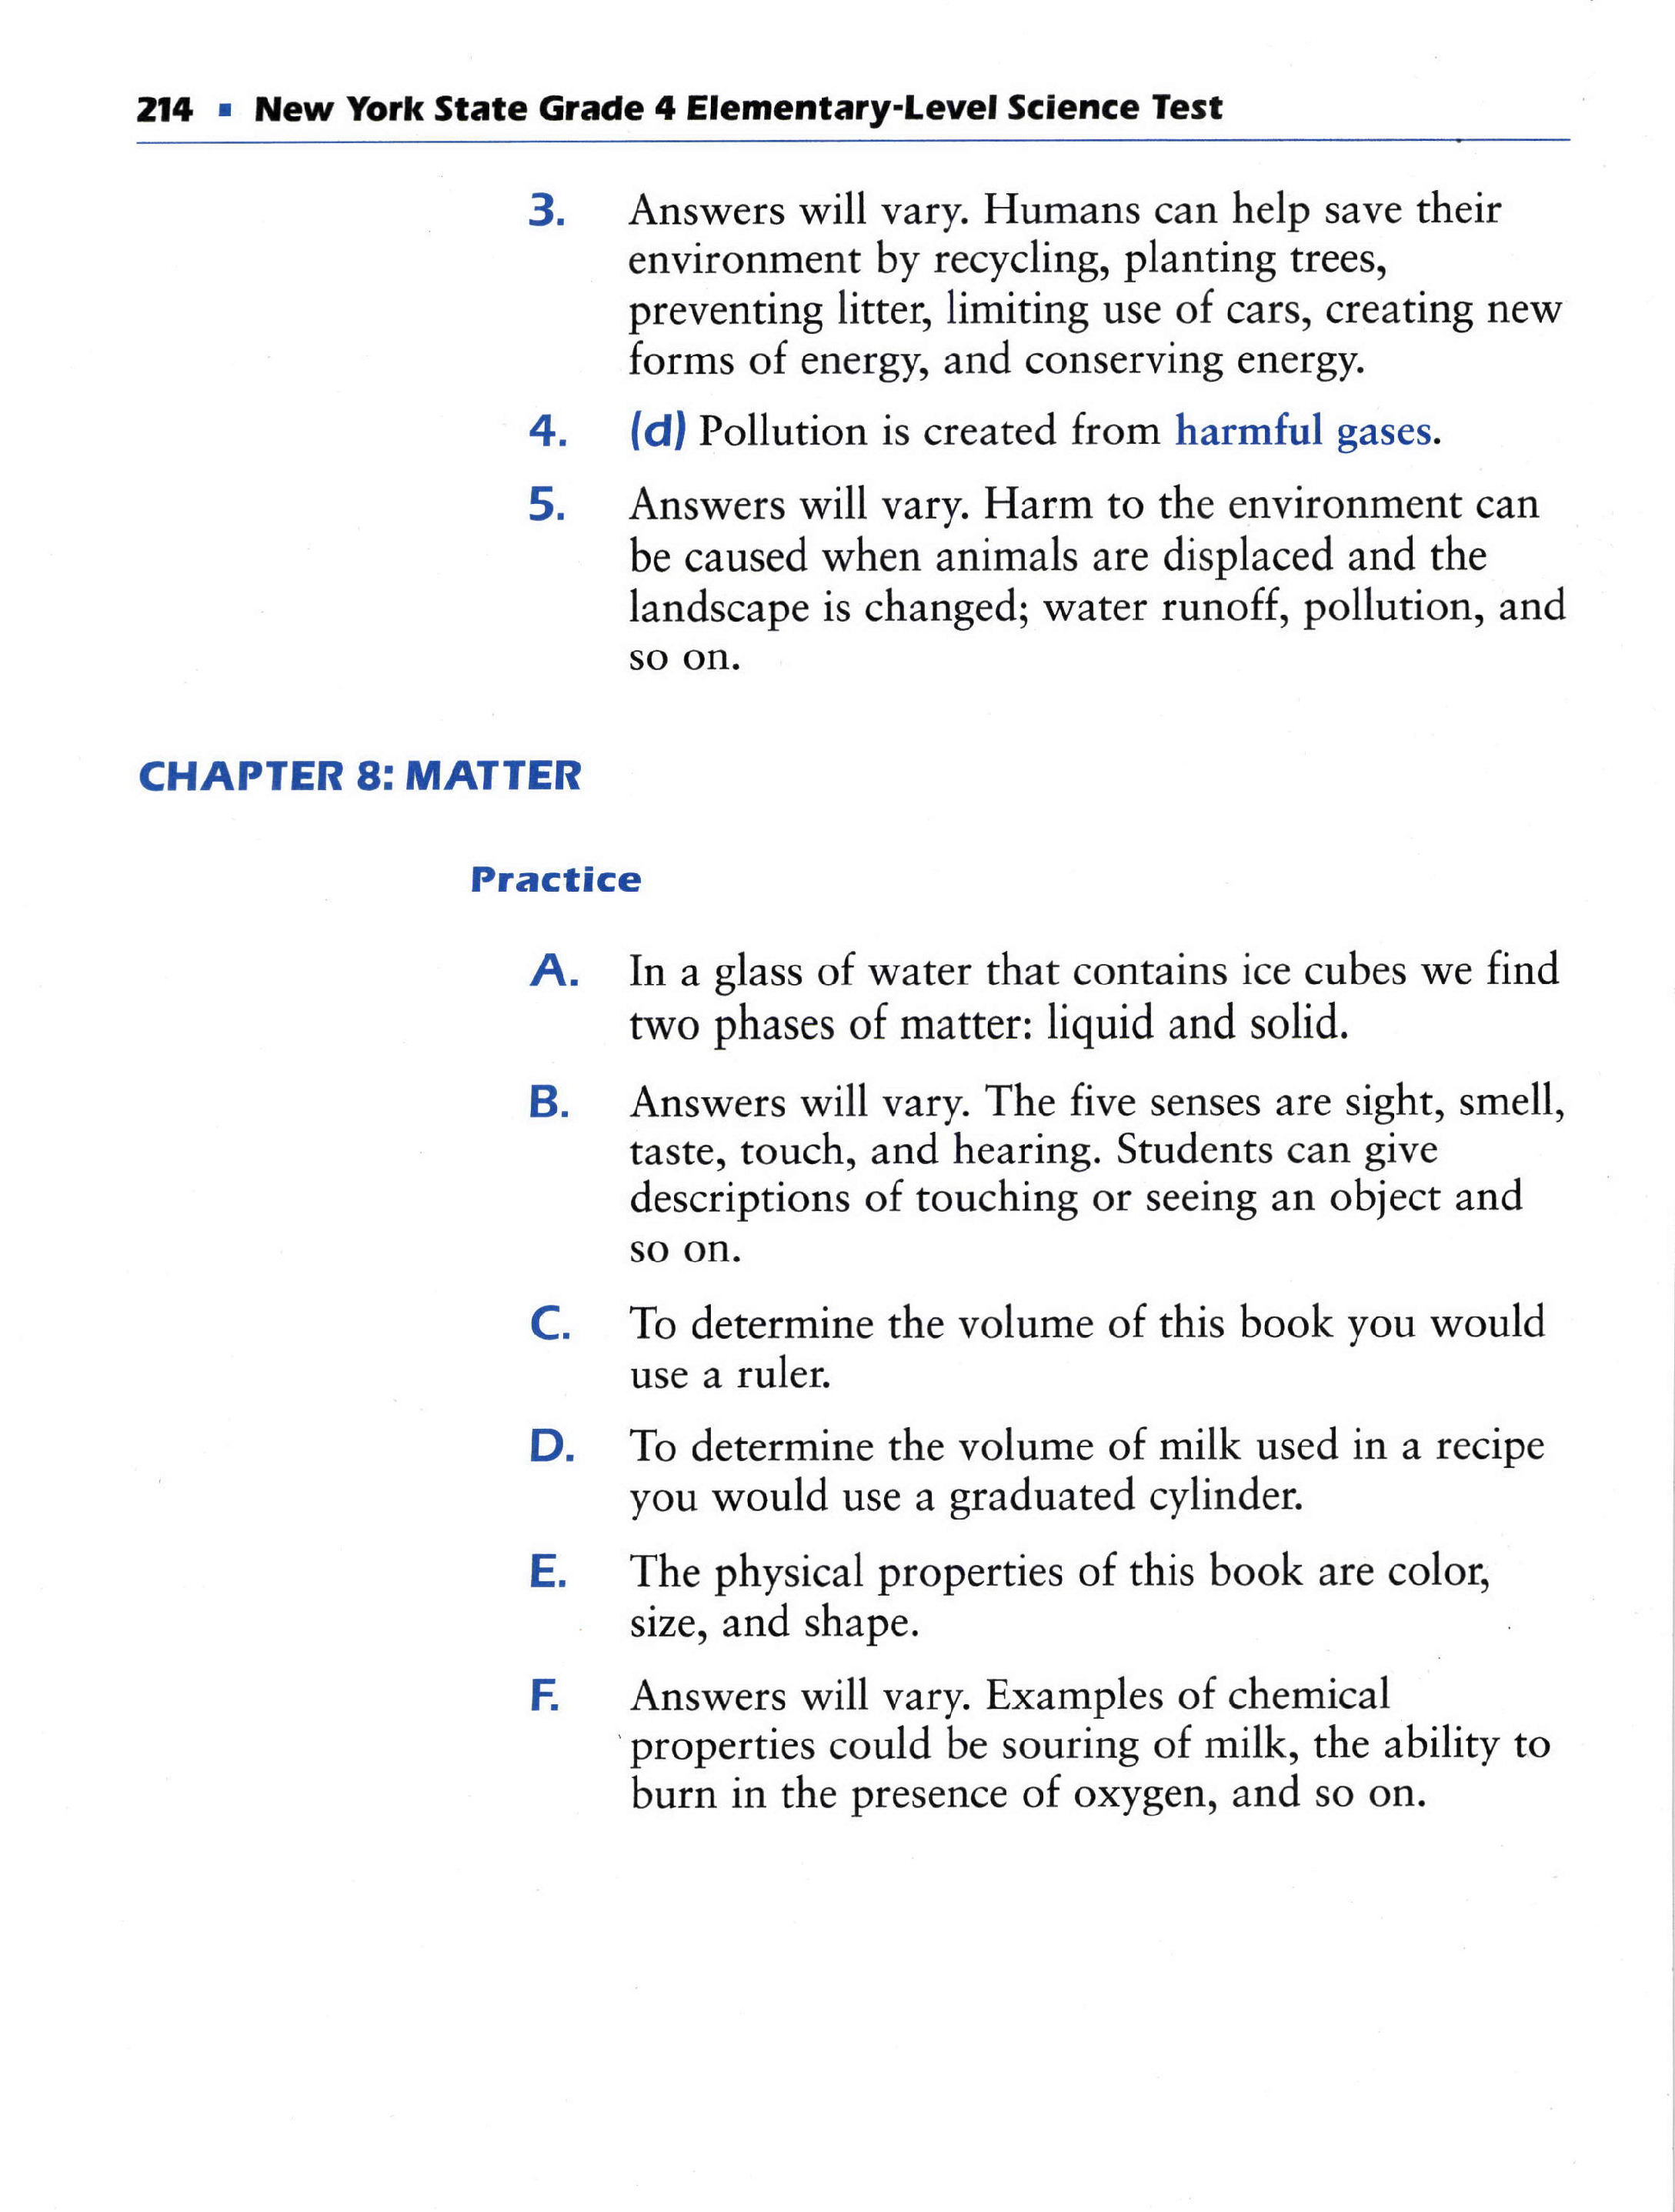 214 ▪ New York State Grade 4 Elementary-Level Science Test
3. Answers will vary. Humans can help save their
environment by recycling, planting trees,
preventing litter, limiting use of cars, creating new
forms of energy, and conserving energy.
4. (d) Pollution is created from harmful gases.
5. Answers will vary. Harm to the environment can
be caused when animals are displaced and the
landscape is changed; water runoff, pollution, and
so on.
CHAPTER 8: MATTER
Practice
A. In a glass of water that contains ice cubes we find
two phases of matter: liquid and solid.
B. Answers will vary. The five senses are sight, smell,
taste, touch, and hearing. Students can give
descriptions of touching or seeing an object and
so on.
C. To determine the volume of this book you would
use a ruler.
D. To determine the volume of milk used in a recipe
you would use a graduated cylinder.
E. The physical properties of this book are color,
size, and shape.
F. Answers will vary. Examples of chemical
properties could be souring of milk, the ability to
burn in the presence of oxygen, and so on.